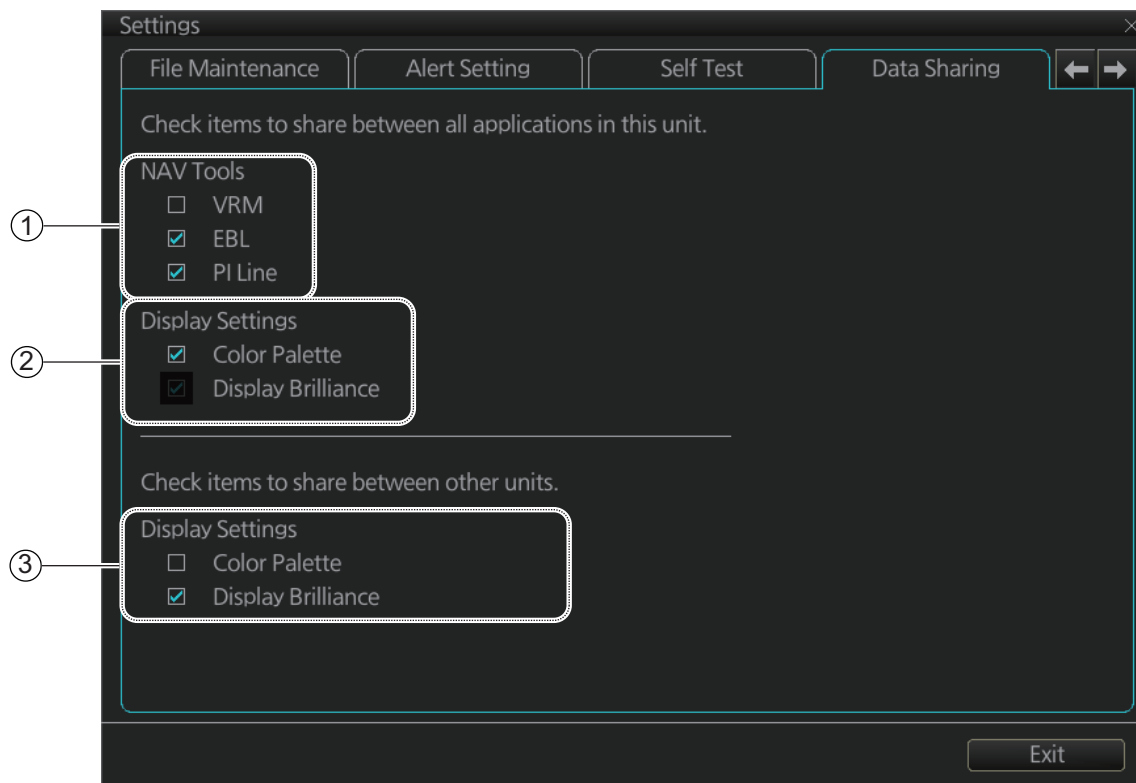 Settings
File Maintenance
Alert Setting
Self Test
Data Sharing
Check items to share between all applications in this unit.
NAV Tools
1
VRM
EBL
PI Line
Display Settings
2
Color Palette
Display Brilliance
Check items to share between other units.
Display Settings
3
Color Palette
Display Brilliance
Exit